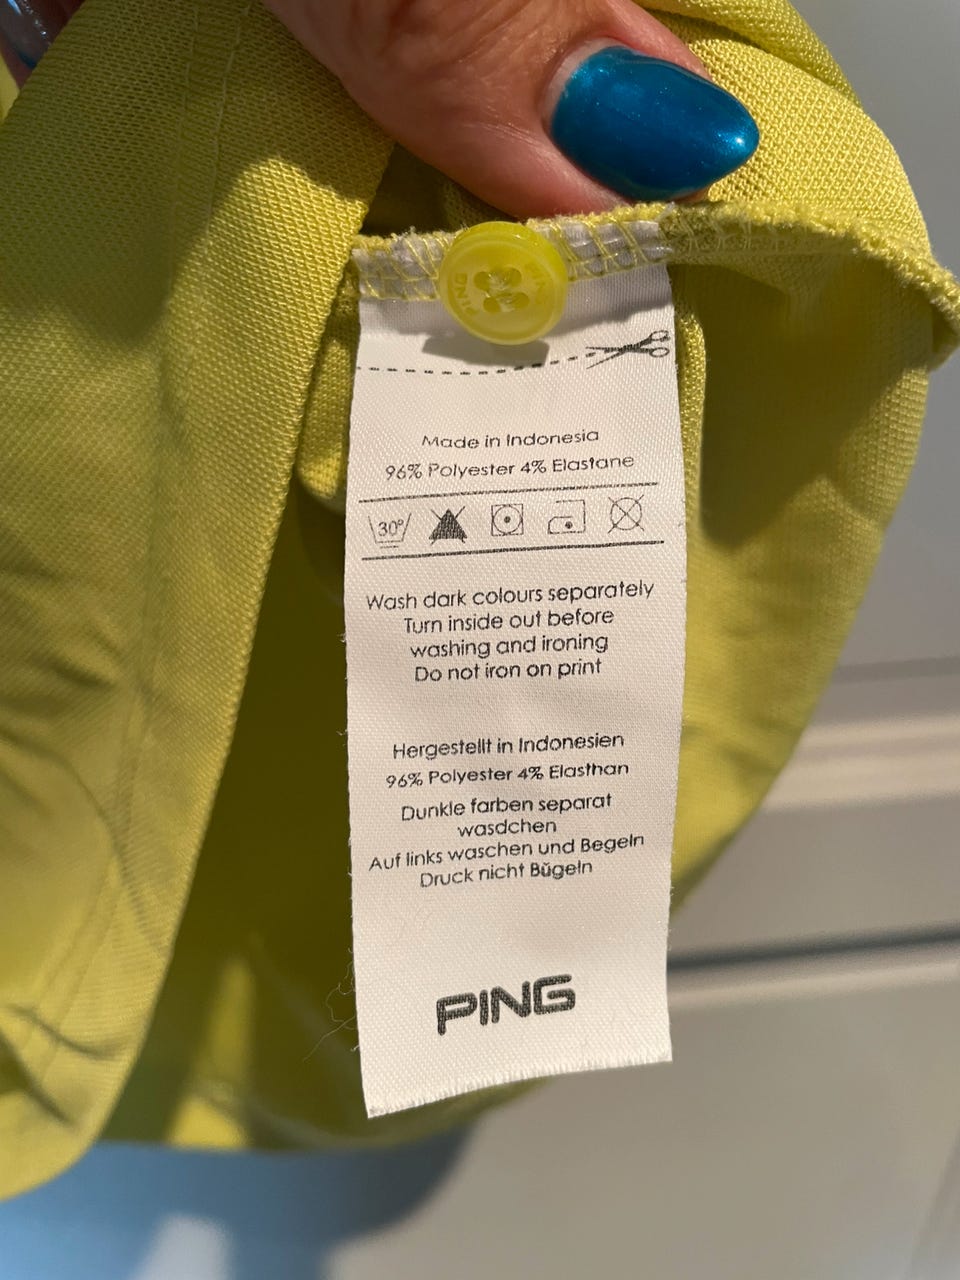 PING
Made in Indonesia
96% Polyester 4% Elastane
30°
Wash dark colours separately
Turn inside out before
washing and ironing
Do not iron on print
Hergestellt in Indonesien
96% Polyester 4% Elasthan
Dunkle farben separat
wasdchen
Auf links waschen und Begeln
Druck nicht Bügeln
PING